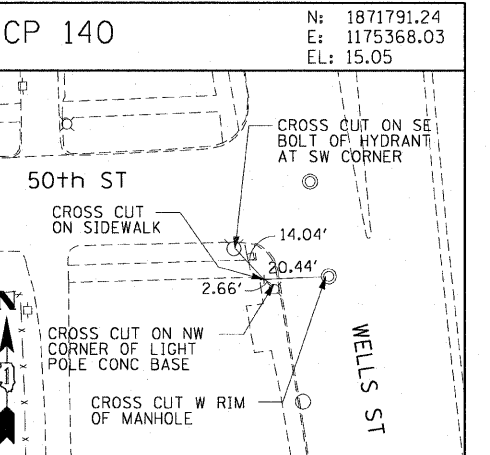 CP 140
N: 1871791.24
E: 1175368.03
EL: 15.05
CROSS CUT ON SE
BOLT OF HYDRANT
AT SW CORNER
50th ST
CROSS CUT
ON SIDEWALK
14.04'
20.44'
2.66'
N
CROSS CUT ON NW
CORNER OF LIGHT
POLE CONC BASE
WELLS ST
CROSS CUT W RIM
OF MANHOLE